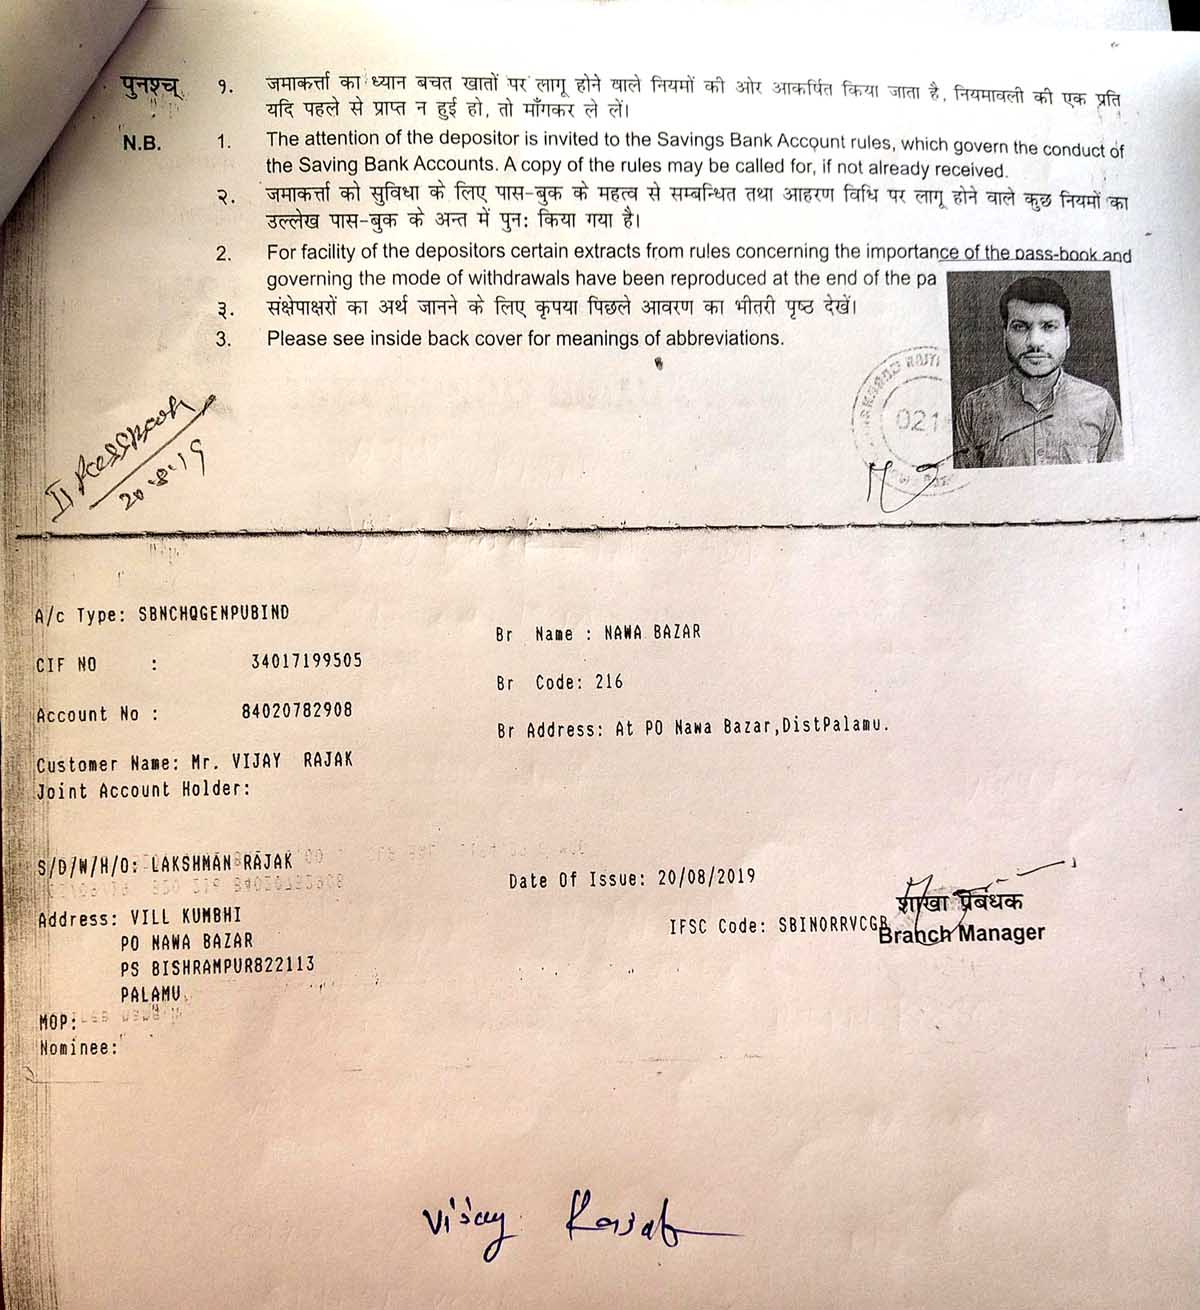 पुनश्च् १. जमाकर्त्ता का ध्यान बचत खातों पर लागू होने वाले नियमों की ओर आकर्षित किया जाता है, नियमावली की एक प्रति
यदि पहले से प्राप्त न हुई हो, तो माँगकर ले लें।
N.B. 1. The attention of the depositor is invited to the Savings Bank Account rules, which govern the conduct of
the Saving Bank Accounts. A copy of the rules may be called for, if not already received.
२. जमाकर्त्ता को सुविधा के लिए पास-बुक के महत्व से सम्बन्धित तथा आहरण विधि पर लागू होने वाले कुछ नियमों का
उल्लेख पास-बुक के अन्त में पुन: किया गया है।
2. For facility of the depositors certain extracts from rules concerning the importance of the pass-book and
governing the mode of withdrawals have been reproduced at the end of the pa
३. संक्षेपाक्षरों का अर्थ जानने के लिए कृपया पिछले आवरण का भीतरी पृष्ठ देखें।
3. Please see inside back cover for meanings of abbreviations.
021
20.8.19
A/c Type: SBNCHQGENPUBIND
Br Name : NAWA BAZAR
CIF NO : 34017199505
Br Code: 216
Account No : 84020782908
Br Address: At PO Nawa Bazar,DistPalamu.
Customer Name: Mr. VIJAY RAJAK
Joint Account Holder:
S/D/W/H/O: LAKSHMAN RAJAK
Date Of Issue: 20/08/2019
Address: VILL KUMBHI
IFSC Code: SBIN0RRVCGB
शाखा प्रबंधक
Branch Manager
PO NAWA BAZAR
PS BISHRAMPUR822113
PALAMU
MOP:
Nominee:
Vijay Rajak